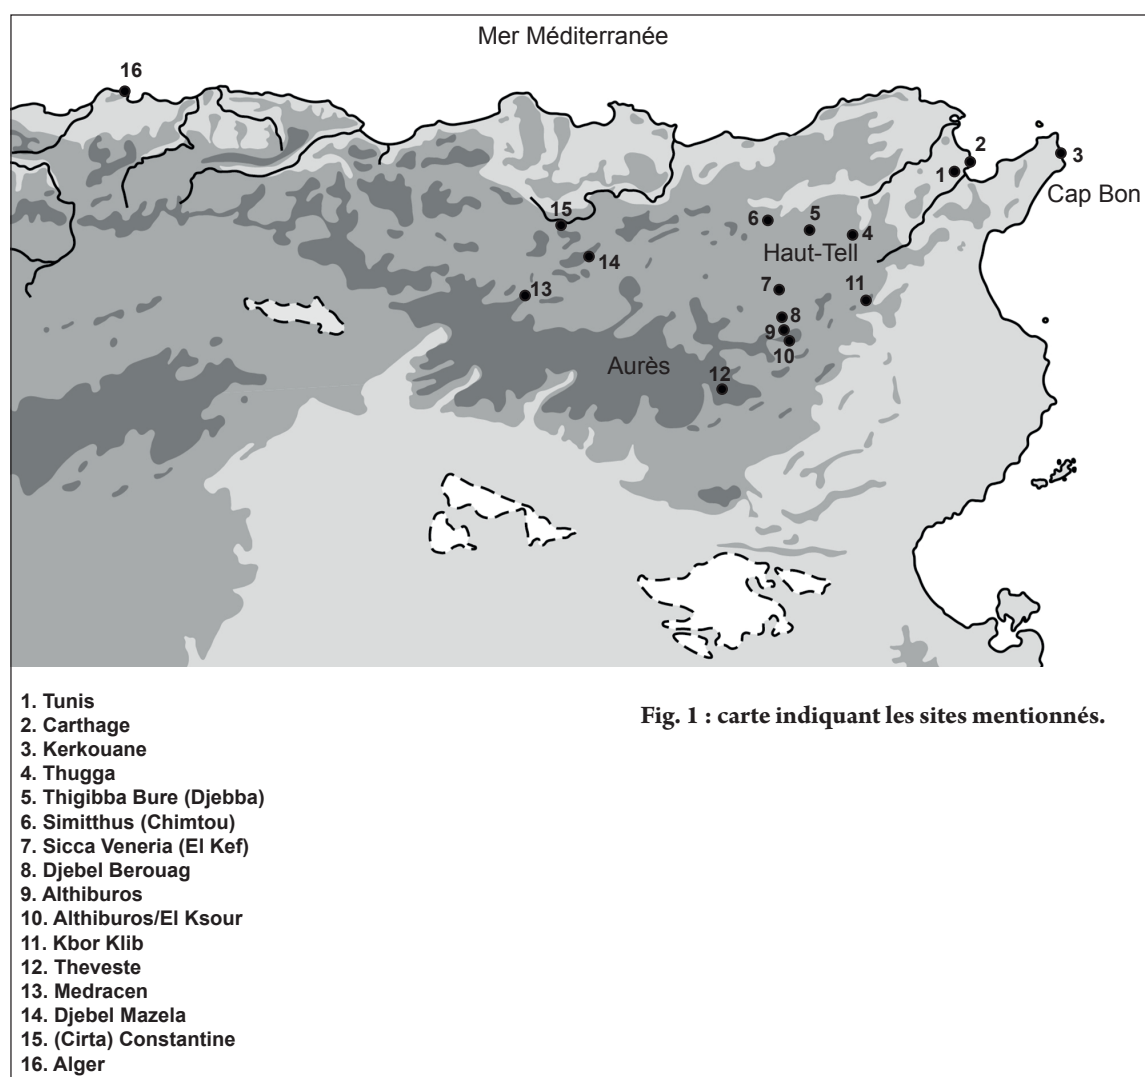 Mer Méditerranée
16
2
1
3
Cap Bon
15
6
5
4
Haut-Tell
14
13
7
11
8
9
10
Aurès
12
1. Tunis
2. Carthage
3. Kerkouane
4. Thugga
5. Thigibba Bure (Djebba)
6. Simitthus (Chimtou)
7. Sicca Veneria (El Kef)
8. Djebel Berouag
9. Althiburos
10. Althiburos/El Ksour
11. Kbor Klib
12. Theveste
13. Medracen
14. Djebel Mazela
15. (Cirta) Constantine
16. Alger
Fig. 1 : carte indiquant les sites mentionnés.